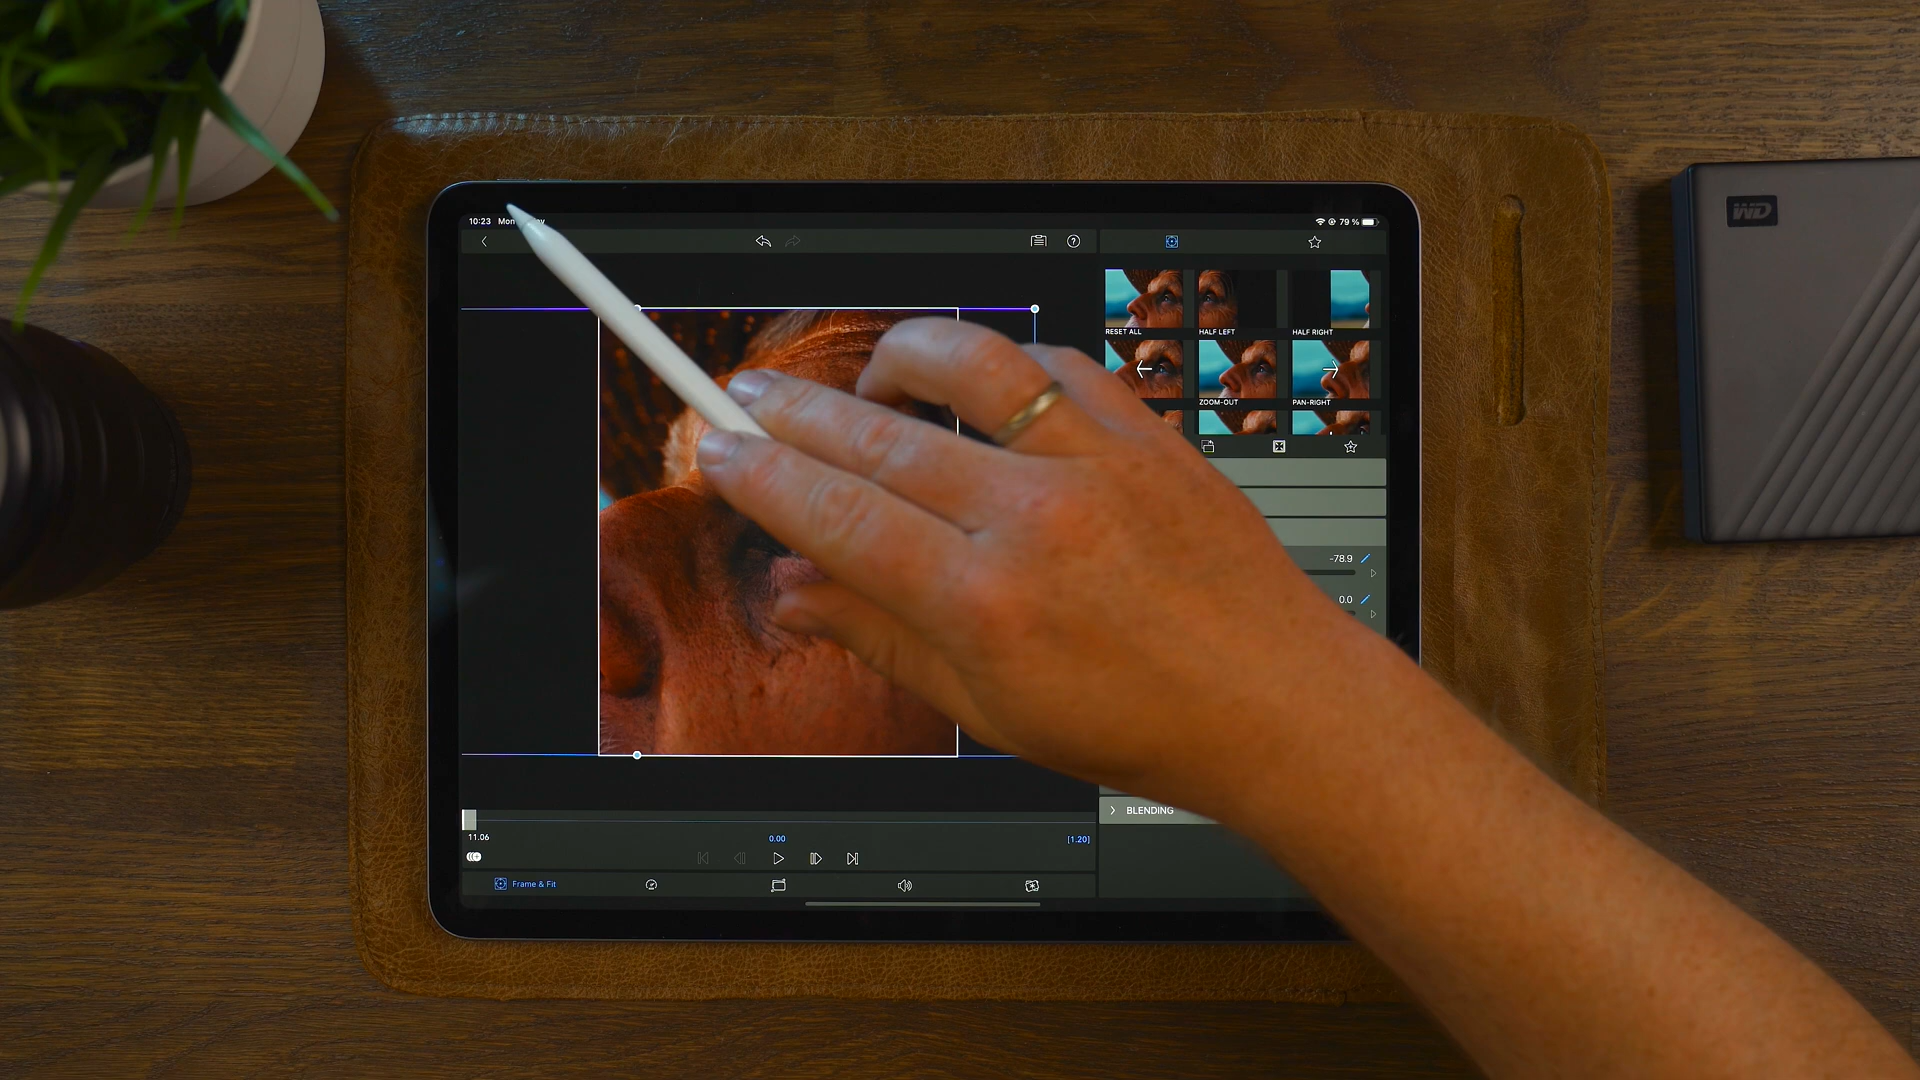 WD
10:23 Mon
79 %
RESET ALL
HALF LEFT
HALF RIGHT
ZOOM-OUT
PAN-RIGHT
-78.9
0.0
BLENDING
11.06
0.00
[1.20]
Frame & Fit